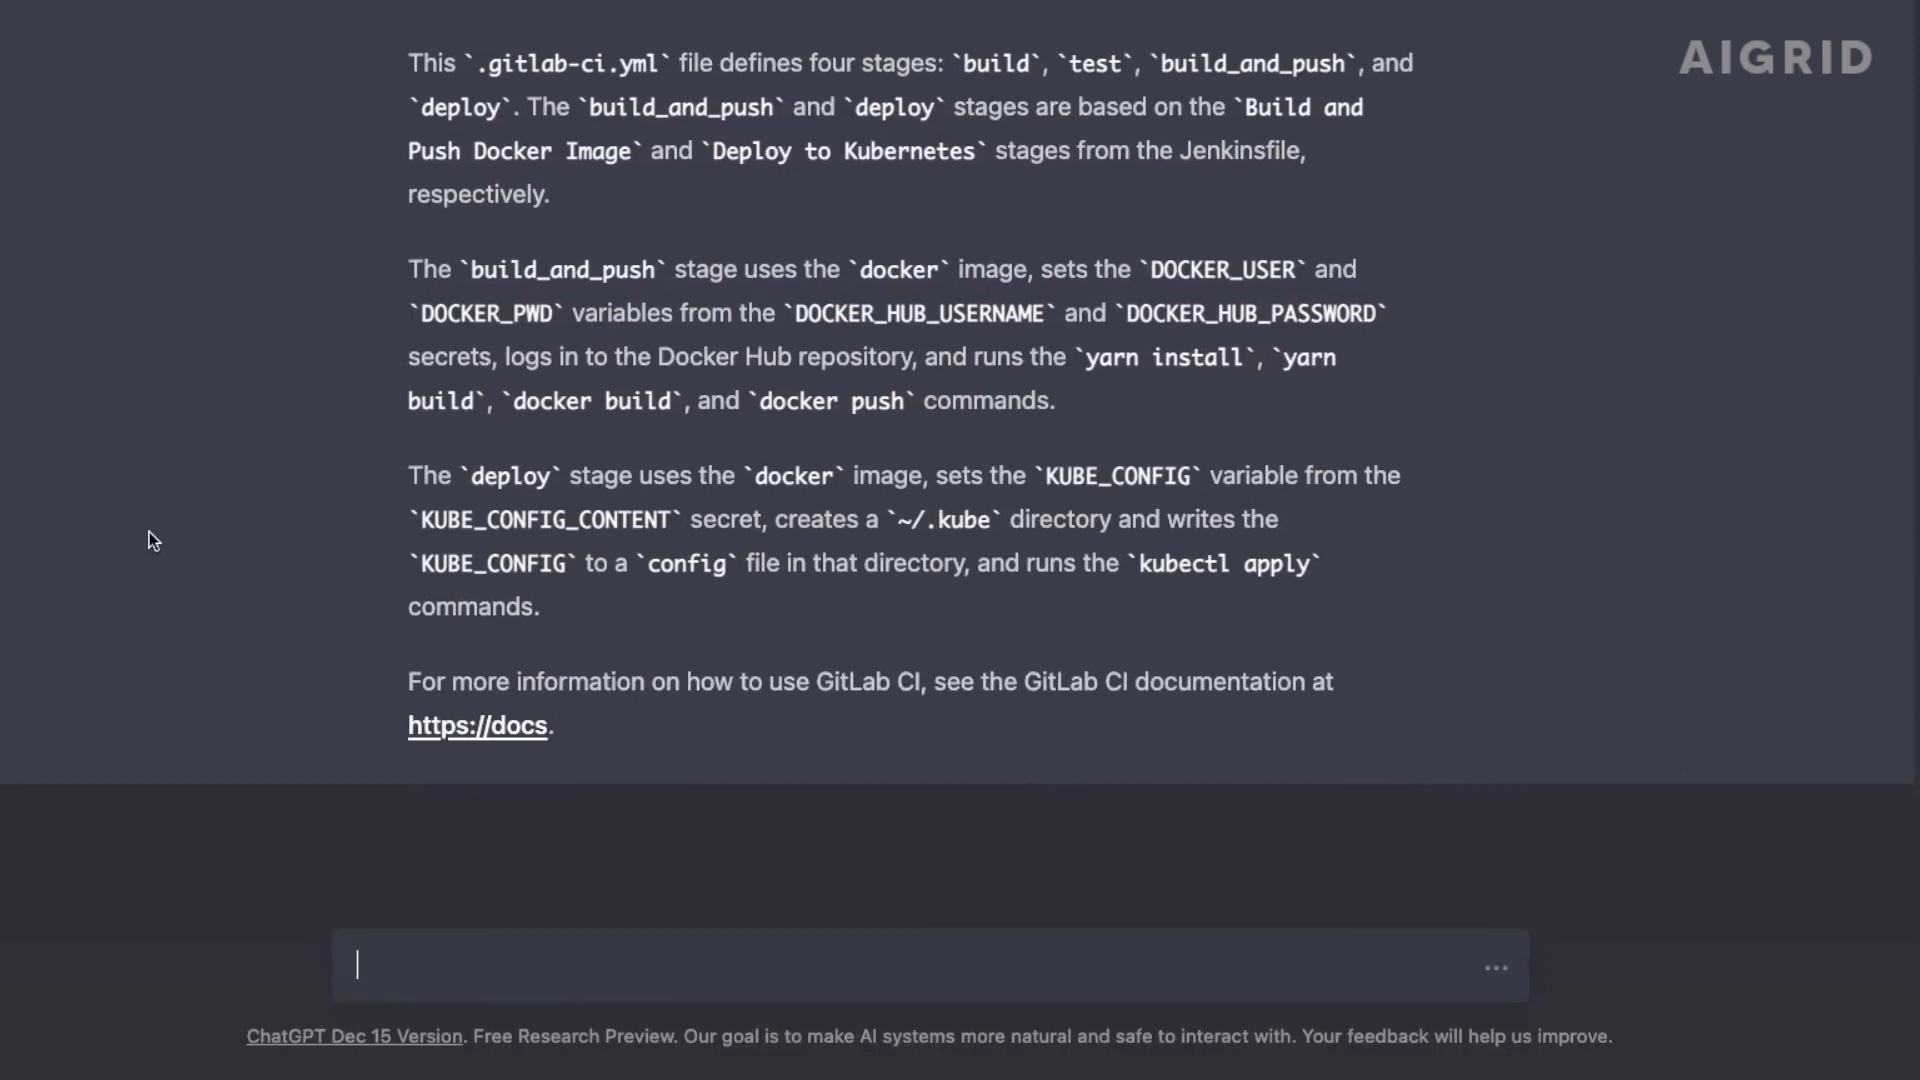 AIGRID
This `.gitlab-ci.yml` file defines four stages: `build`, `test`, `build_and_push`, and
`deploy`. The `build_and_push` and `deploy` stages are based on the `Build and
Push Docker Image` and `Deploy to Kubernetes` stages from the Jenkinsfile,
respectively.
The `build_and_push` stage uses the `docker` image, sets the `DOCKER_USER` and
`DOCKER_PWD` variables from the `DOCKER_HUB_USERNAME` and `DOCKER_HUB_PASSWORD`
secrets, logs in to the Docker Hub repository, and runs the `yarn install`, `yarn
build`, `docker build`, and `docker push` commands.
The `deploy` stage uses the `docker` image, sets the `KUBE_CONFIG` variable from the
`KUBE_CONFIG_CONTENT` secret, creates a `~/.kube` directory and writes the
`KUBE_CONFIG` to a `config` file in that directory, and runs the `kubectl apply`
commands.
For more information on how to use GitLab CI, see the GitLab CI documentation at
https://docs.
ChatGPT Dec 15 Version. Free Research Preview. Our goal is to make AI systems more natural and safe to interact with. Your feedback will help us improve.